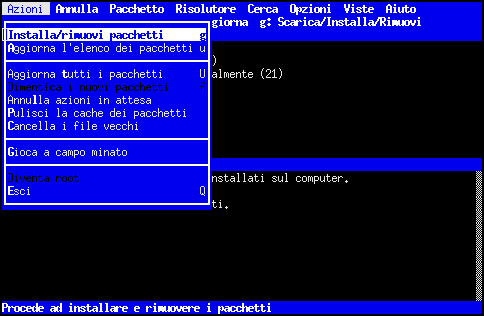 Azioni Annulla Pacchetto Risolutore Cerca Opzioni Viste Aiuto
giorna g: Scarica/Installa/Rimuovi
Installa/rimuovi pacchetti g
Aggiorna l'elenco dei pacchetti u
)
Aggiorna tutti i pacchetti U
almente (21)
Dimentica i nuovi pacchetti f
Annulla azioni in attesa
Pulisci la cache dei pacchetti
Cancella i file vecchi
Gioca a campo minato
Diventa root
nstallati sul computer.
Esci Q
ti.
Procede ad installare e rimuovere i pacchetti